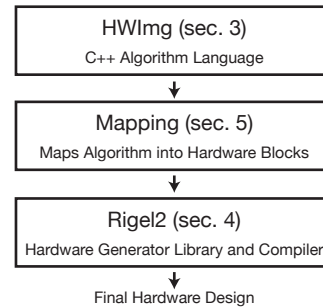 HWImg (sec. 3)
C++ Algorithm Language
Mapping (sec. 5)
Maps Algorithm into Hardware Blocks
Rigel2 (sec. 4)
Hardware Generator Library and Compiler
Final Hardware Design